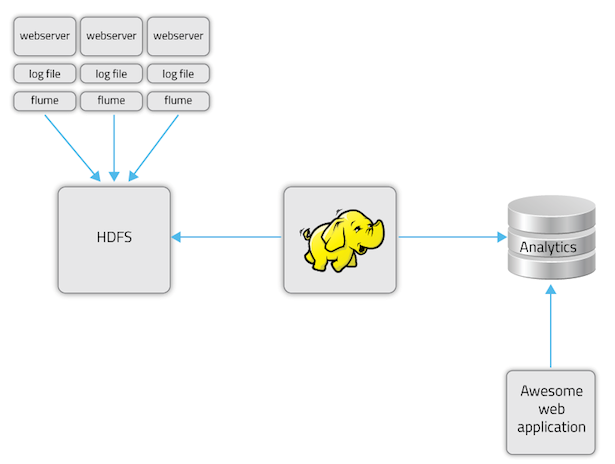 webserver webserver webserver
log file log file log file
flume flume flume
HDFS
Analytics
Awesome
web
application